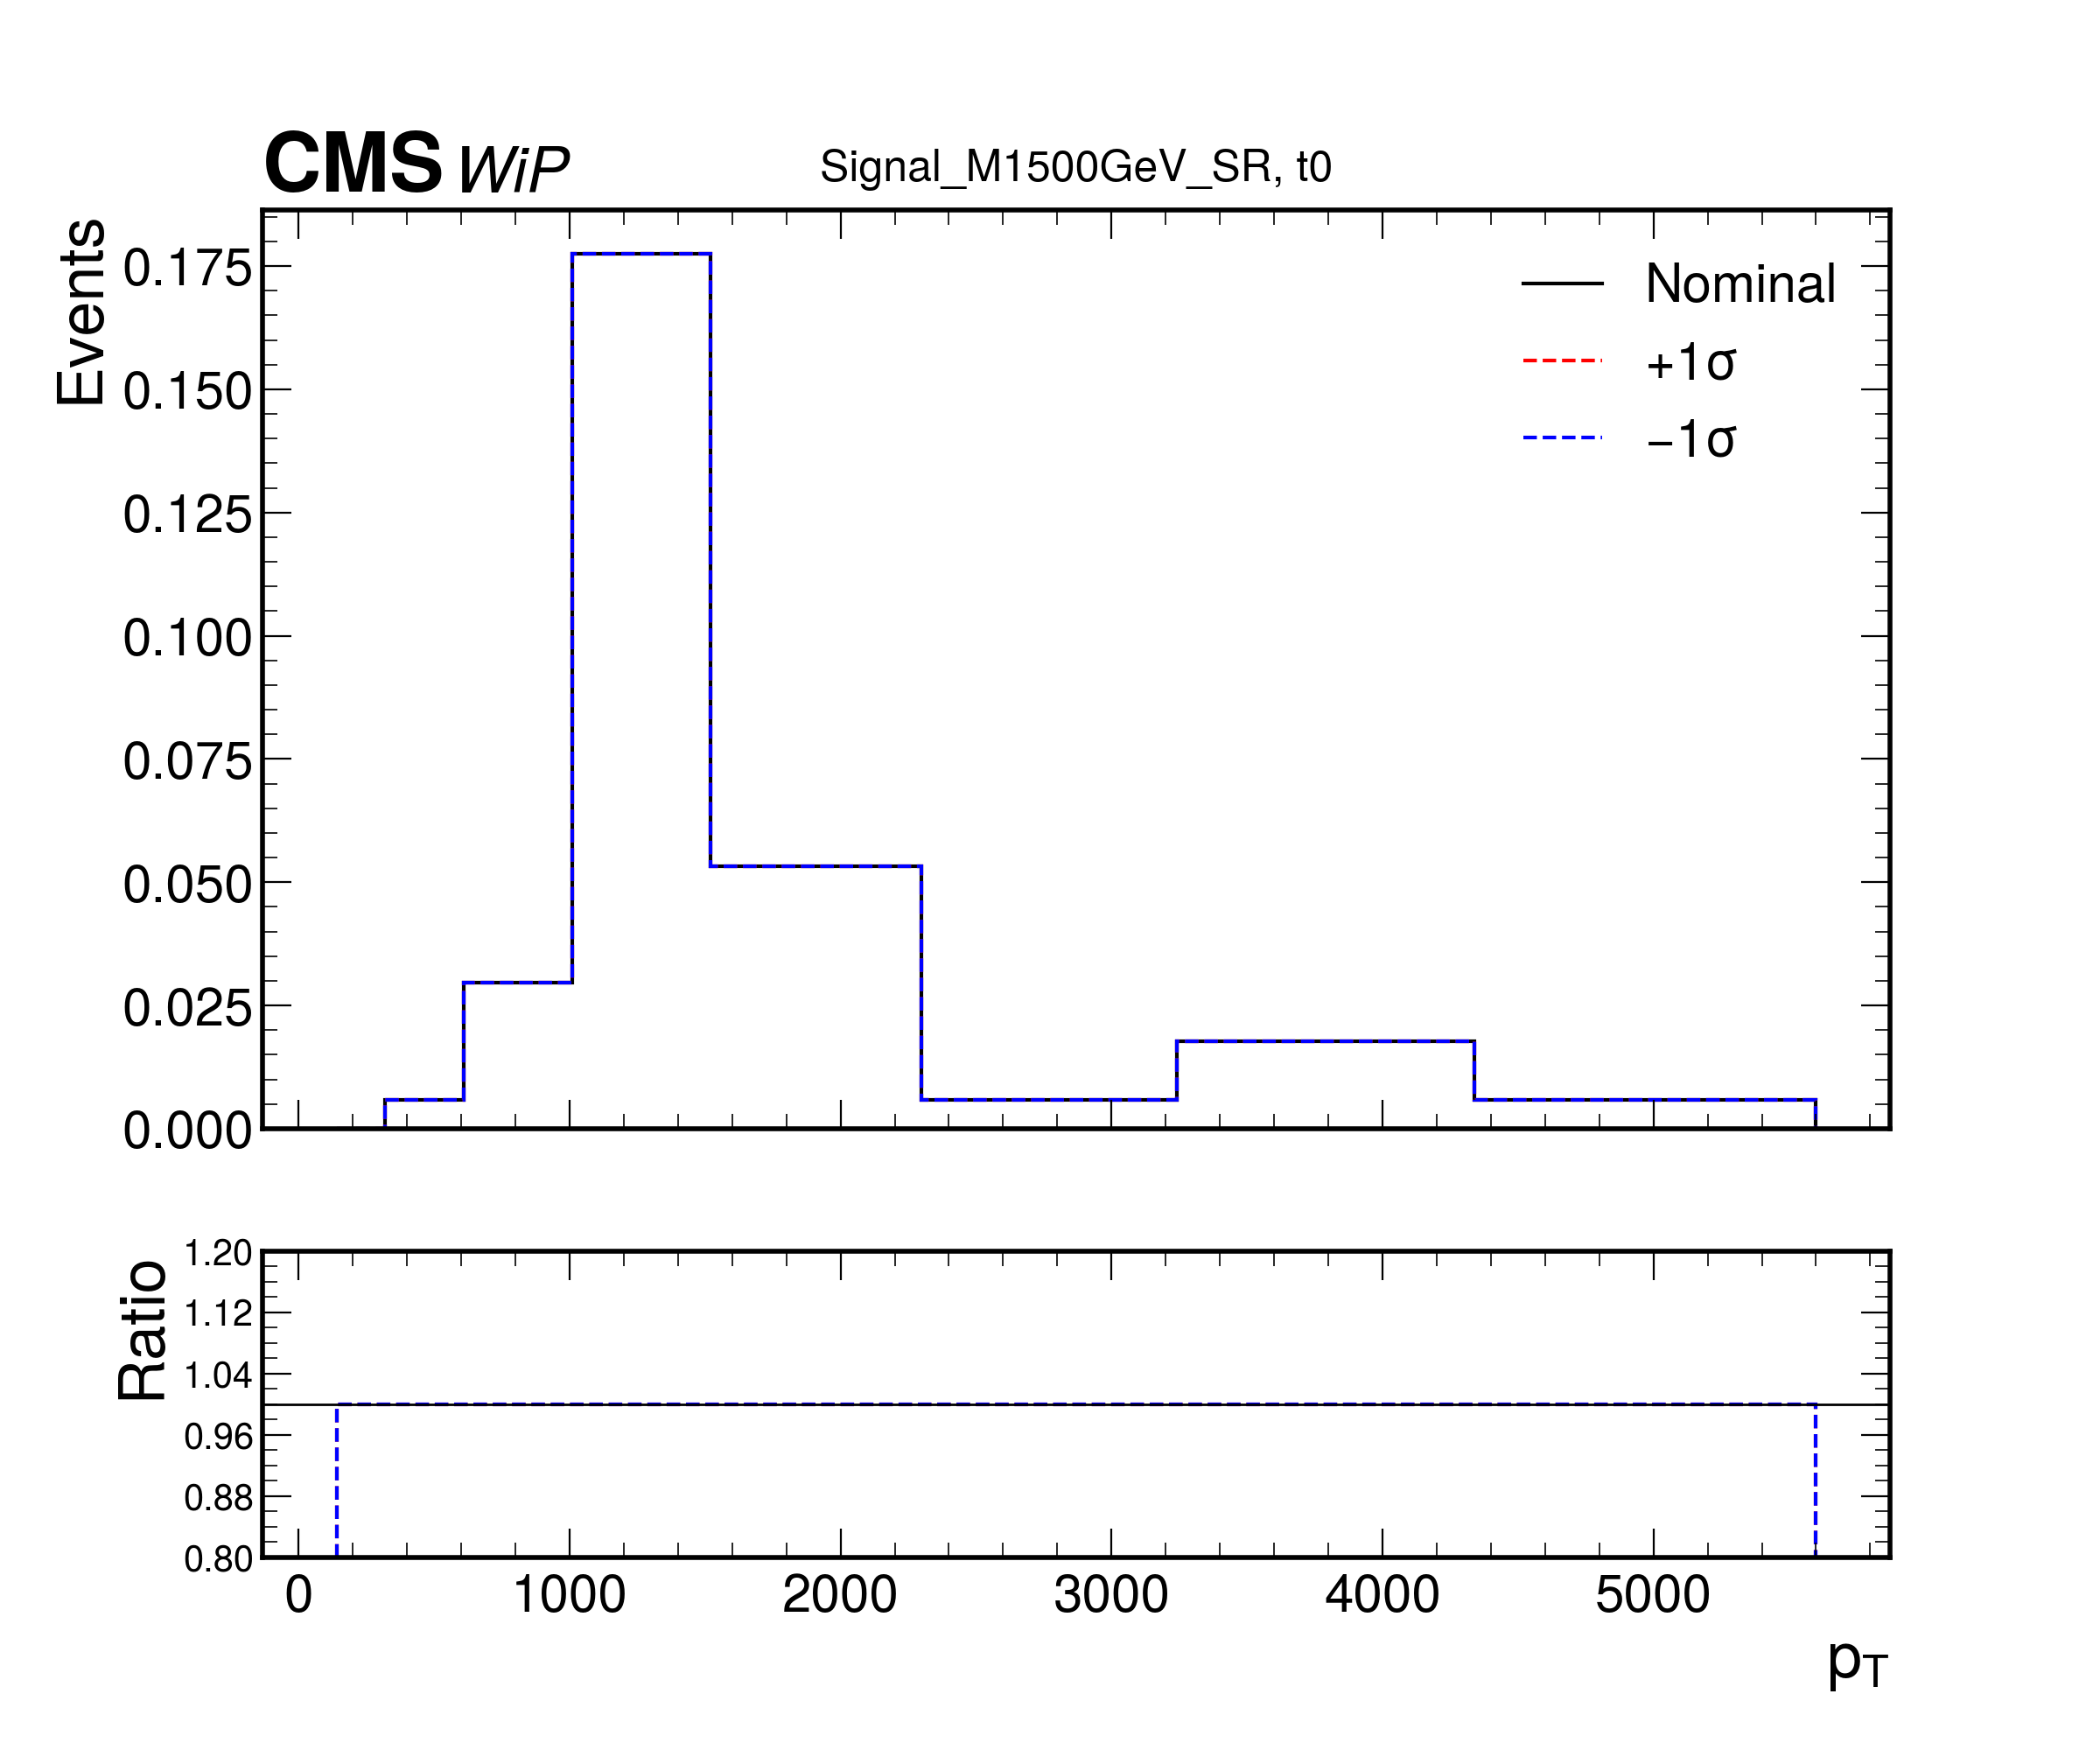 CMS WiP Signal_M1500GeV_SR, t0
Events
0.175
0.150
0.125
0.100
0.075
0.050
0.025
0.000
Nominal
+1σ
−1σ
Ratio
1.20
1.12
1.04
0.96
0.88
0.80
0 1000 2000 3000 4000 5000
pT